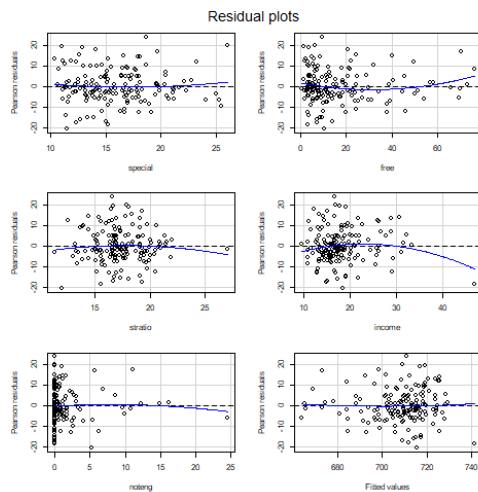 Residual plots
Pearson residuals
-20 -10 0 10 20
10 15 20 25
special
Pearson residuals
-20 -10 0 10 20
0 20 40 60
free
Pearson residuals
-20 -10 0 10 20
15 20 25
stratio
Pearson residuals
-20 -10 0 10 20
10 20 30 40
income
Pearson residuals
-20 -10 0 10 20
0 5 10 15 20 25
noteng
Pearson residuals
-20 -10 0 10 20
680 700 720 740
Fitted values